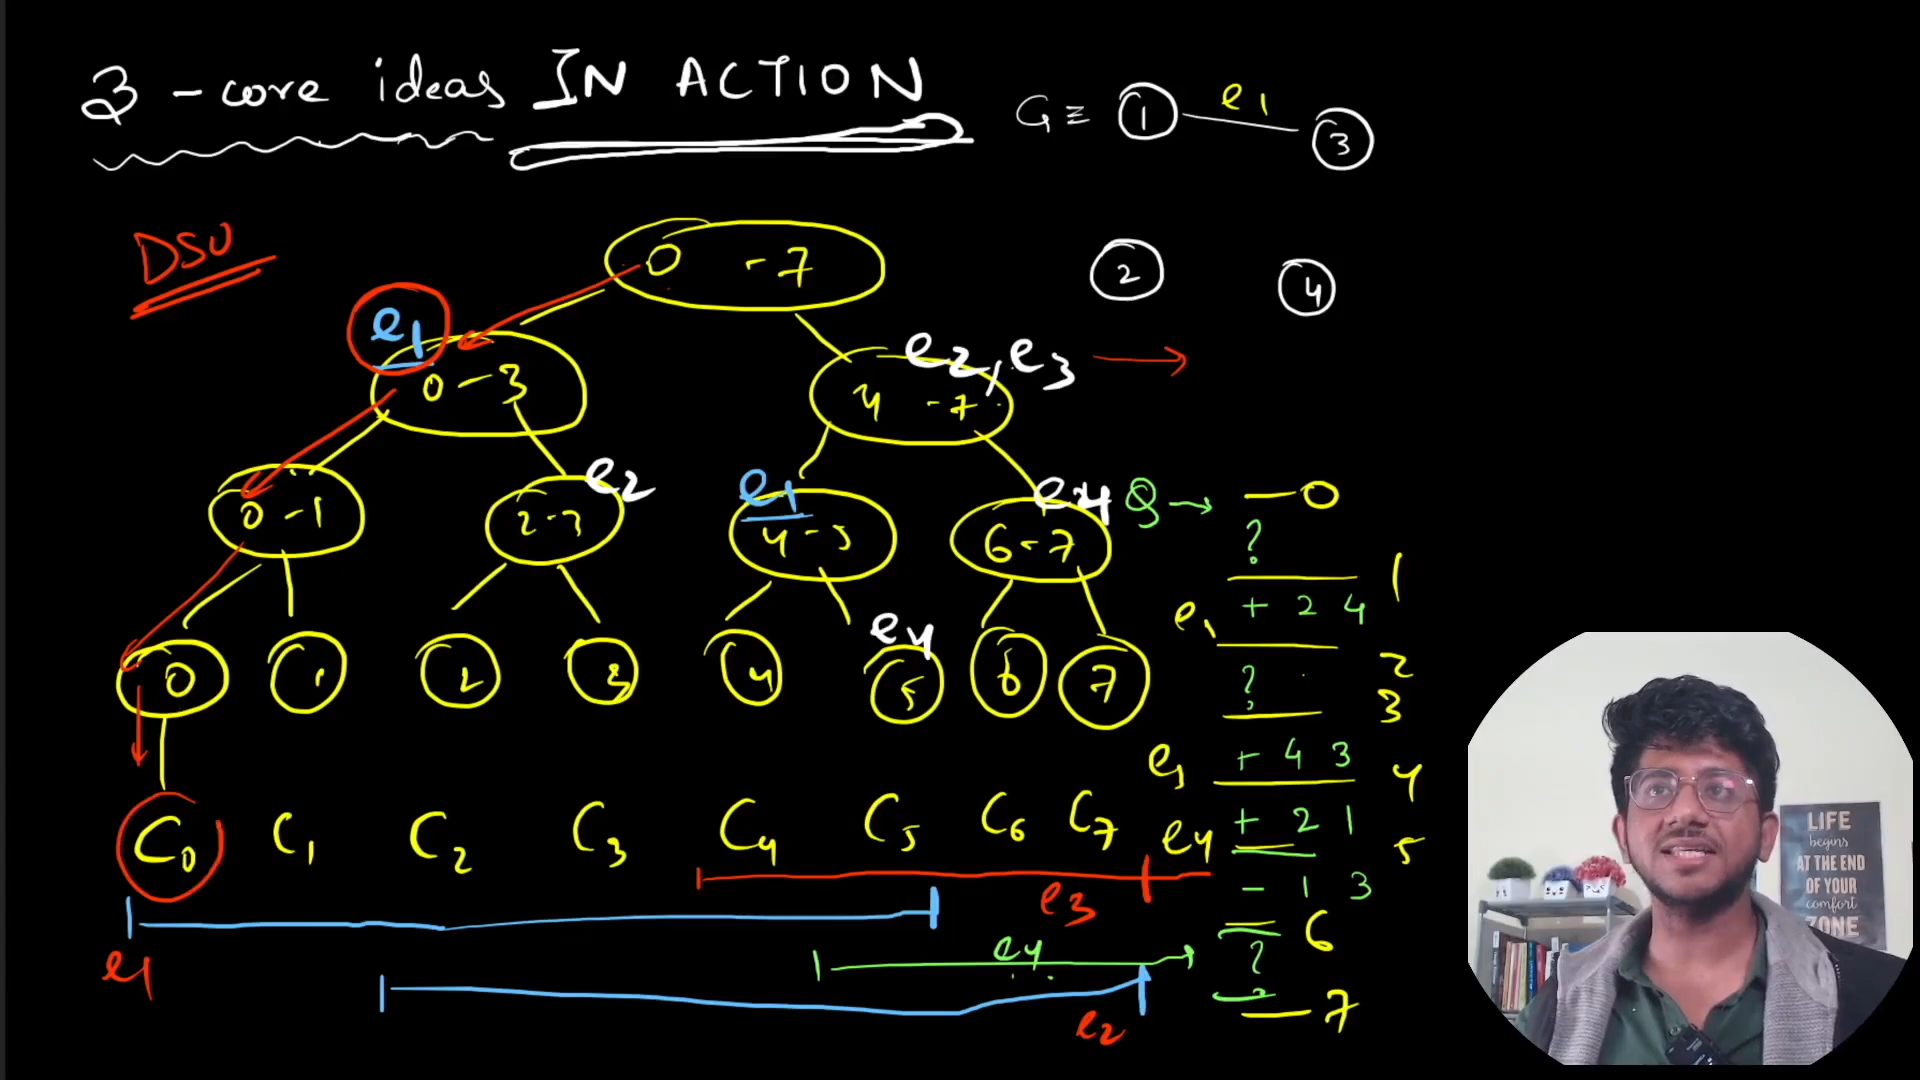 3 - core ideas IN ACTION
G ≡ 1 e1 3
2 4
DSU
0 - 7
e1
e2, e3
0 - 3
4 - 7
e2
e1
e4
0 - 1
2 - 3
4 - 5
6 - 7
e4
0 1 2 3 4 5 6 7
C0 C1 C2 C3 C4 C5 C6 C7
e3
e1
e4
e2
Q → 0
?
1
+ 2 4
?
2
3
+ 4 3
4
e4 + 2 1
5
- 1 3
6
?
7
LIFE
begins
AT THE END
OF YOUR
comfort
ZONE